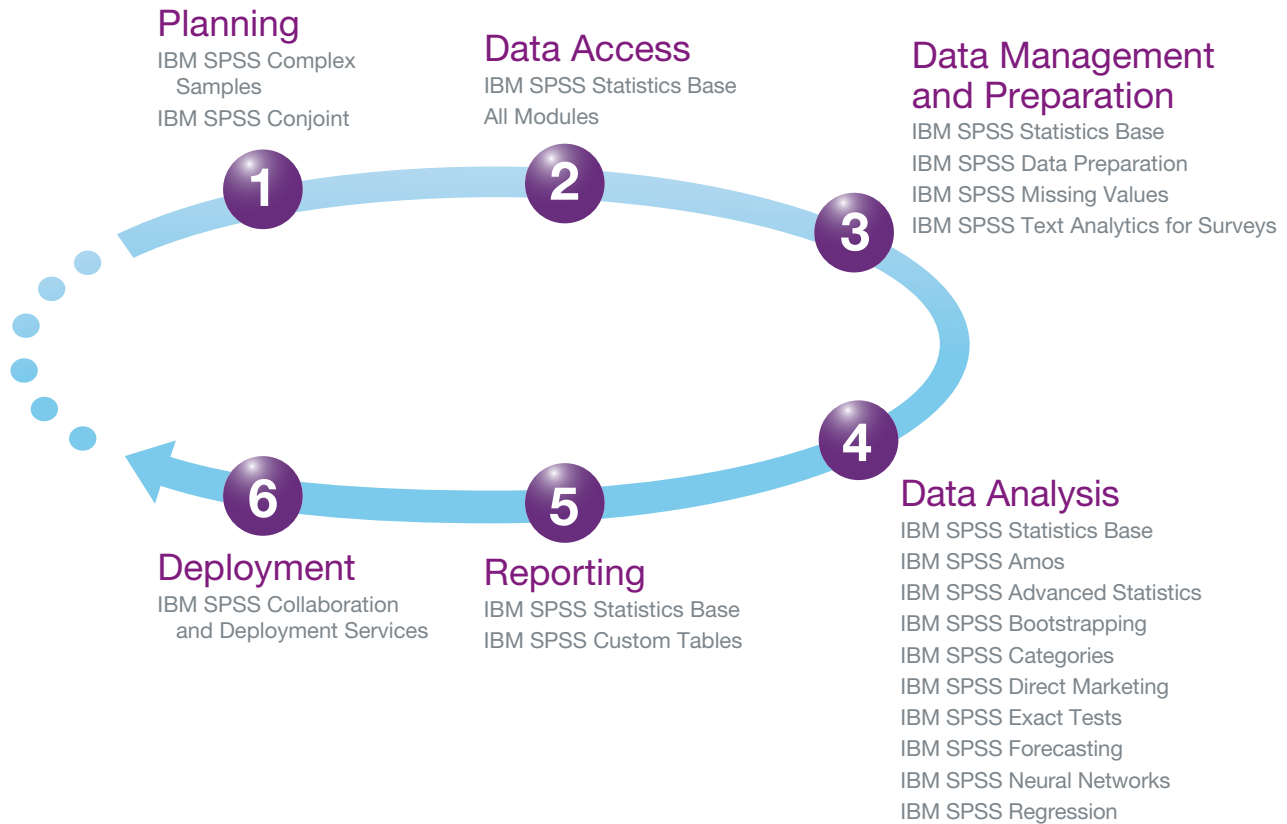 Planning
IBM SPSS Complex
Samples
IBM SPSS Conjoint
1
Data Access
IBM SPSS Statistics Base
All Modules
2
Data Management
and Preparation
IBM SPSS Statistics Base
IBM SPSS Data Preparation
IBM SPSS Missing Values
IBM SPSS Text Analytics for Surveys
3
4
Data Analysis
IBM SPSS Statistics Base
IBM SPSS Amos
IBM SPSS Advanced Statistics
IBM SPSS Bootstrapping
IBM SPSS Categories
IBM SPSS Direct Marketing
IBM SPSS Exact Tests
IBM SPSS Forecasting
IBM SPSS Neural Networks
IBM SPSS Regression
5
Reporting
IBM SPSS Statistics Base
IBM SPSS Custom Tables
6
Deployment
IBM SPSS Collaboration
and Deployment Services